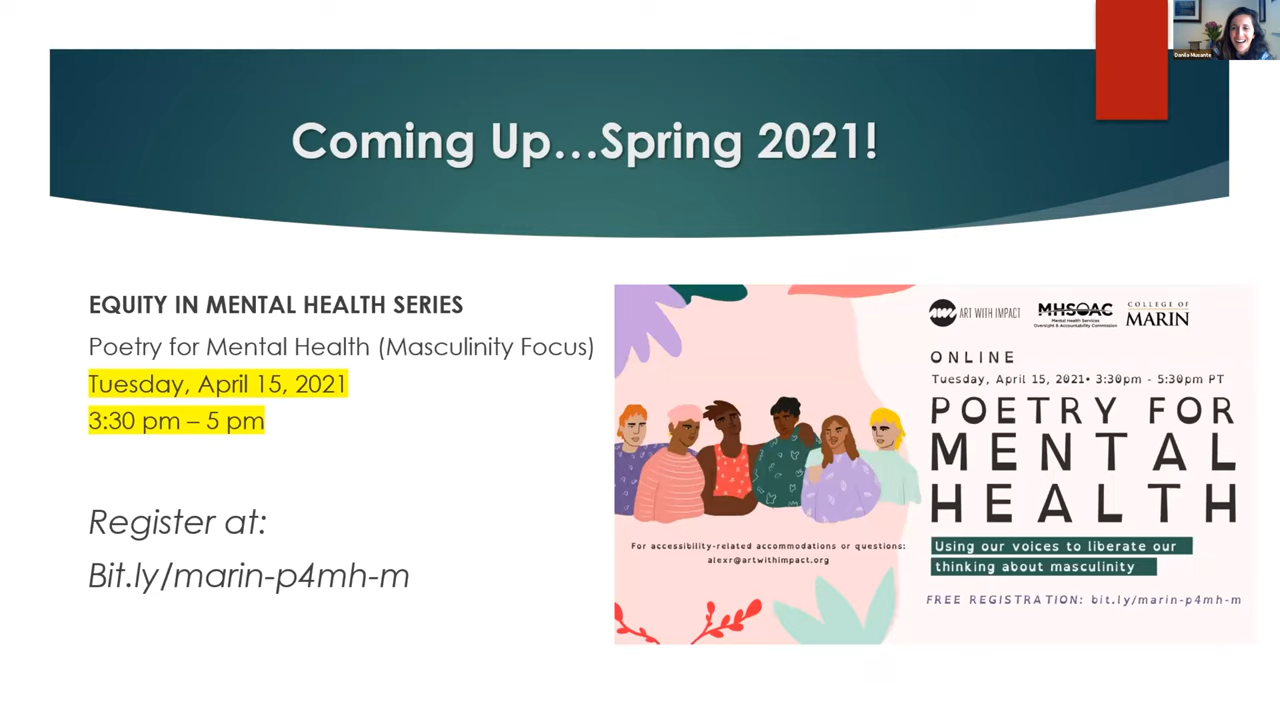 Danila Musante
Coming Up…Spring 2021!
EQUITY IN MENTAL HEALTH SERIES
Poetry for Mental Health (Masculinity Focus)
Tuesday, April 15, 2021
3:30 pm – 5 pm
Register at:
Bit.ly/marin-p4mh-m
ART WITH IMPACT
MHSOAC
Mental Health Services
Oversight & Accountability Commission
COLLEGE OF
MARIN
ONLINE
Tuesday, April 15, 2021• 3:30pm - 5:30pm PT
POETRY FOR
MENTAL
HEALTH
Using our voices to liberate our
thinking about masculinity
FREE REGISTRATION: bit.ly/marin-p4mh-m
For accessibility-related accommodations or questions:
alexr@artwithimpact.org